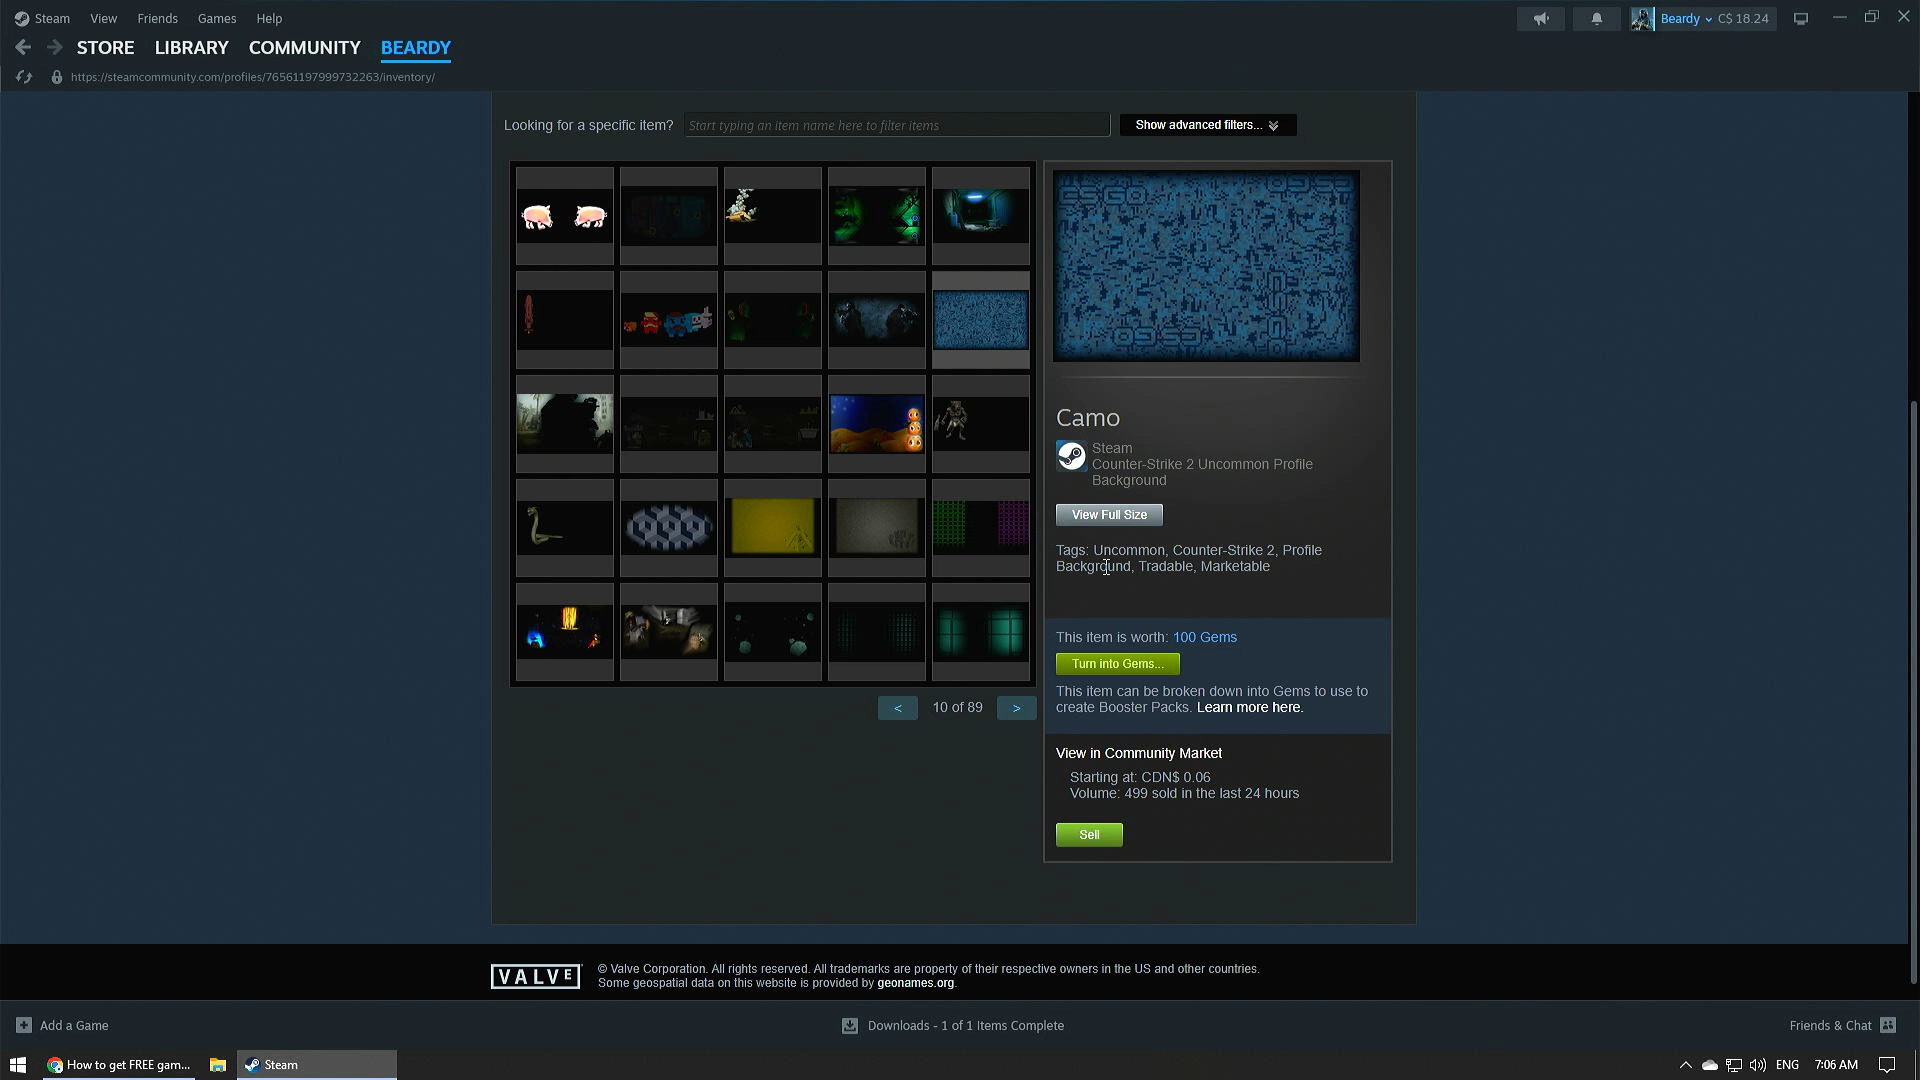 Steam View Friends Games Help
Beardy C$ 18.24
STORE LIBRARY COMMUNITY BEARDY
https://steamcommunity.com/profiles/76561197999732263/inventory/
Looking for a specific item? Start typing an item name here to filter items Show advanced filters...
CSGO
Camo
Steam
Counter-Strike 2 Uncommon Profile
Background
View Full Size
Tags: Uncommon, Counter-Strike 2, Profile
Background, Tradable, Marketable
This item is worth: 100 Gems
Turn into Gems...
This item can be broken down into Gems to use to
create Booster Packs. Learn more here.
< 10 of 89 >
View in Community Market
Starting at: CDN$ 0.06
Volume: 499 sold in the last 24 hours
Sell
VALVE
© Valve Corporation. All rights reserved. All trademarks are property of their respective owners in the US and other countries.
Some geospatial data on this website is provided by geonames.org.
Add a Game Downloads - 1 of 1 Items Complete Friends & Chat
How to get FREE gam... Steam ENG 7:06 AM